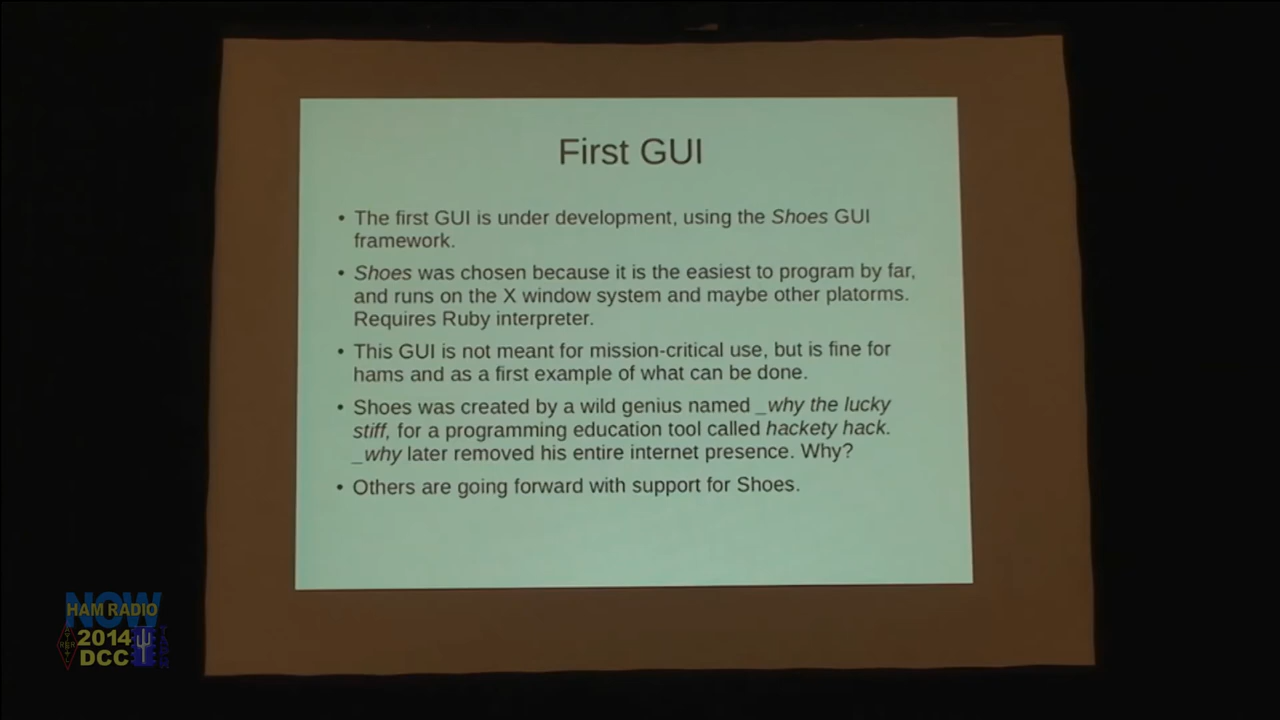 First GUI
• The first GUI is under development, using the Shoes GUI
framework.
• Shoes was chosen because it is the easiest to program by far,
and runs on the X window system and maybe other platorms.
Requires Ruby interpreter.
• This GUI is not meant for mission-critical use, but is fine for
hams and as a first example of what can be done.
• Shoes was created by a wild genius named _why the lucky
stiff, for a programming education tool called hackety hack.
_why later removed his entire internet presence. Why?
• Others are going forward with support for Shoes.
NOW
HAM RADIO
2014
DCC
TAPR